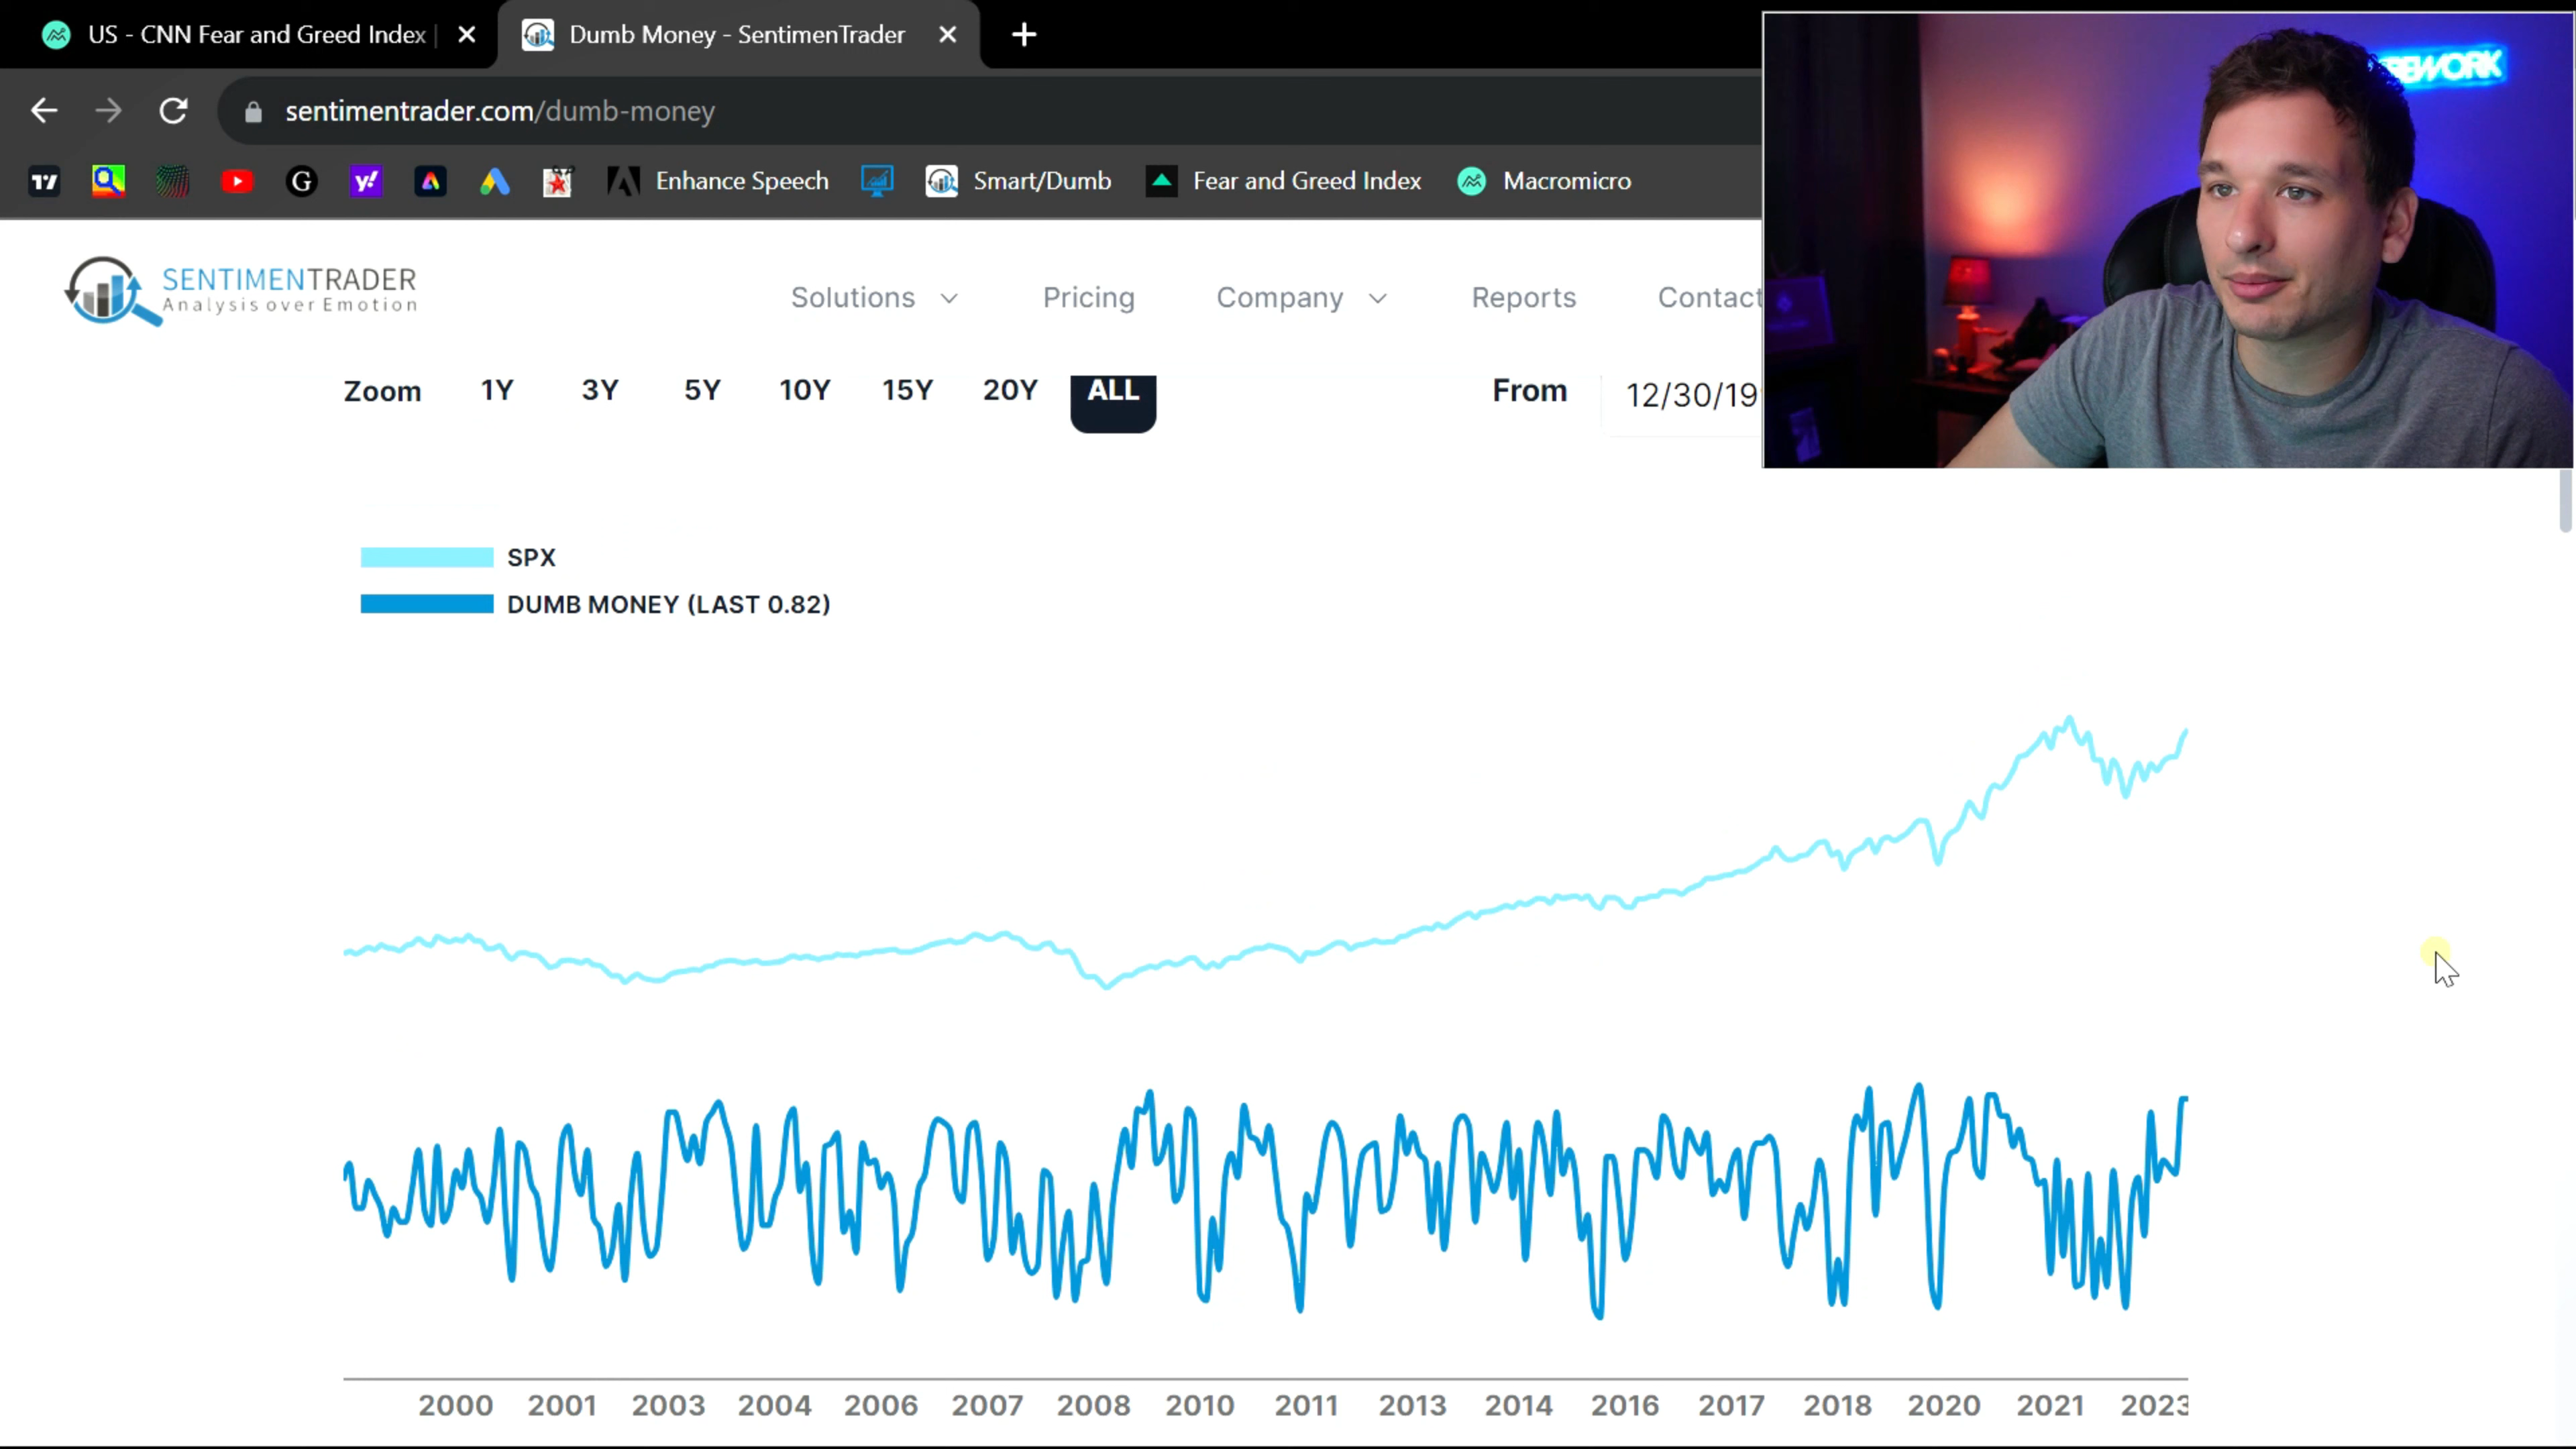 US - CNN Fear and Greed Index
Dumb Money - SentimenTrader
sentimentrader.com/dumb-money
Enhance Speech
Smart/Dumb
Fear and Greed Index
Macromicro
SENTIMENTRADER
Analysis over Emotion
Solutions
Pricing
Company
Reports
Contact
Zoom 1Y 3Y 5Y 10Y 15Y 20Y ALL
From 12/30/19
SPX
DUMB MONEY (LAST 0.82)
2000 2001 2003 2004 2006 2007 2008 2010 2011 2013 2014 2016 2017 2018 2020 2021 2023